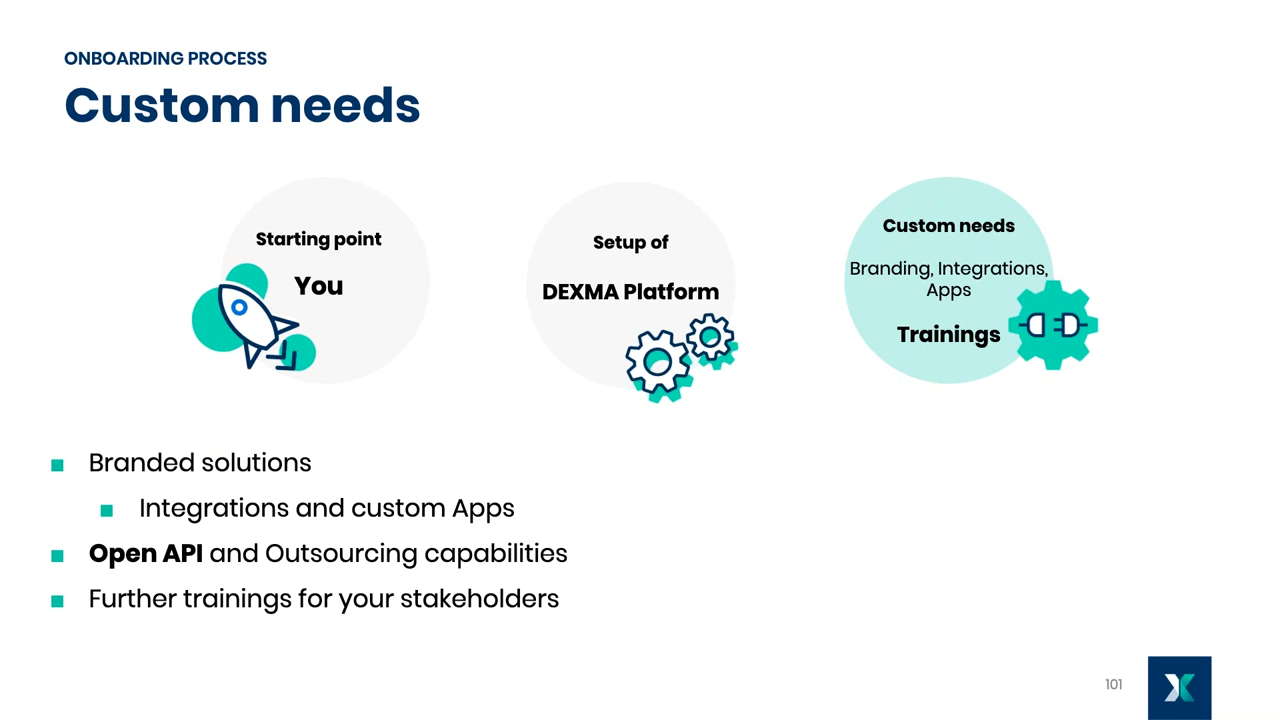 ONBOARDING PROCESS
Custom needs
Starting point
You
Setup of
DEXMA Platform
Custom needs
Branding, Integrations,
Apps
Trainings
Branded solutions
Integrations and custom Apps
Open API and Outsourcing capabilities
Further trainings for your stakeholders
101